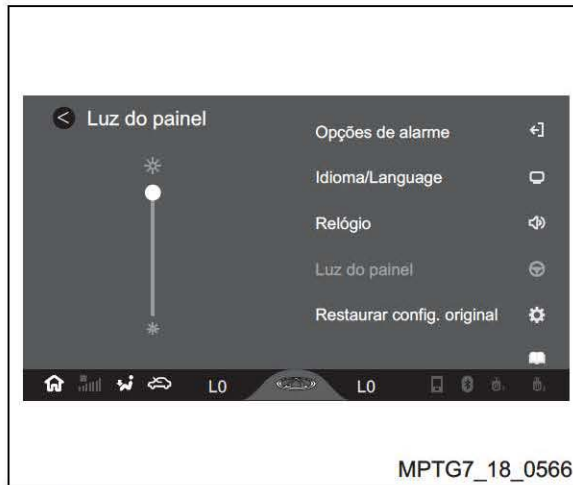 Luz do painel
Opções de alarme
Idioma/Language
Relógio
Luz do painel
Restaurar config. original
L0
L0
MPTG7_18_0566